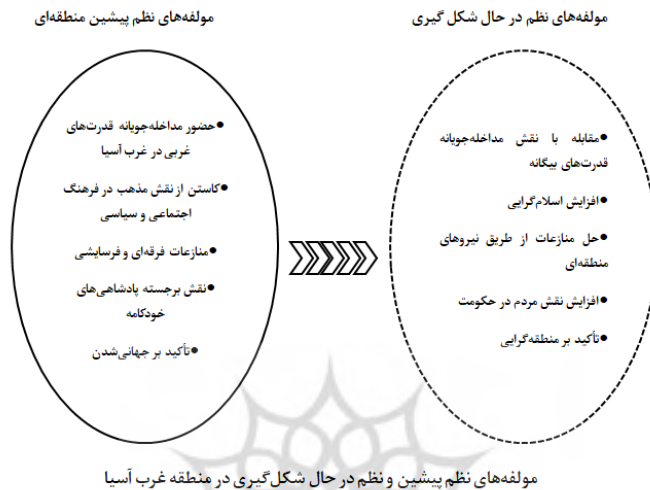 مولفه‌های نظم در حال شکل گیری
مولفه‌های نظم پیشین منطقه‌ای
●مقابله با نقش مداخله‌جویانه
قدرت‌های بیگانه
●افزایش اسلام‌گرایی
●حل منازعات از طریق نیروهای
منطقه‌ای
●افزایش نقش مردم در حکومت
●تأکید بر منطقه‌گرایی
●حضور مداخله‌جویانه قدرت‌های
غربی در غرب آسیا
●کاستن از نقش مذهب در فرهنگ
اجتماعی و سیاسی
●منازعات فرقه‌ای و فرسایشی
●نقش برجسته پادشاهی‌های
خودکامه
●تأکید بر جهانی‌شدن
مولفه‌های نظم پیشین و نظم در حال شکل‌گیری در منطقه غرب آسیا